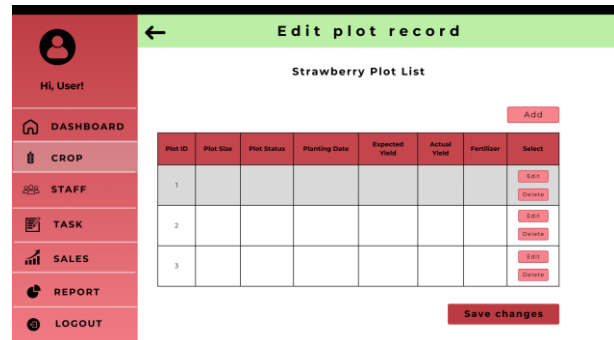 Edit plot record
Hi, User!
Strawberry Plot List
DASHBOARD
CROP
STAFF
TASK
SALES
REPORT
LOGOUT
Add
Plot ID Plot Size Plot Status Planting Date Expected Yield Actual Yield Fertilizer Select
1 Edit
Delete
2 Edit
Delete
3 Edit
Delete
Save changes